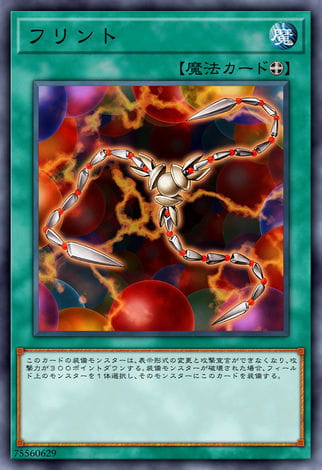 フリント
魔
【魔法カード】
このカードの装備モンスターは、表示形式の変更と攻撃宣言ができなくなり、攻
撃力が３００ポイントダウンする。装備モンスターが破壊された場合、フィール
ド上のモンスターを１体選択し、そのモンスターにこのカードを装備する。
75560629